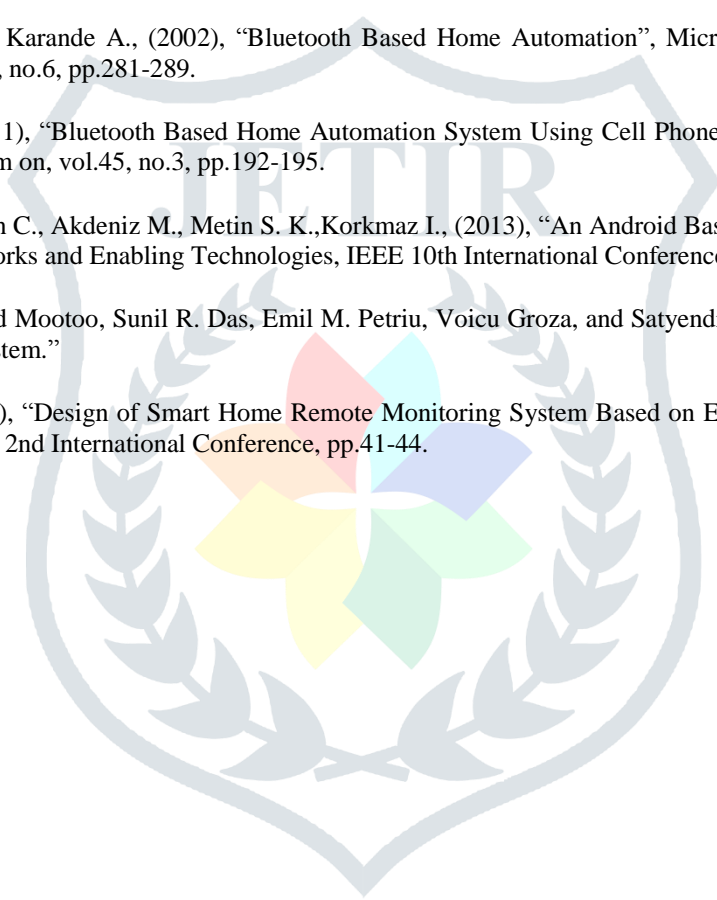 Karande A., (2002), “Bluetooth Based Home Automation”, Micr
, no.6, pp.281-289.
1), “Bluetooth Based Home Automation System Using Cell Phone
m on, vol.45, no.3, pp.192-195.
n C., Akdeniz M., Metin S. K.,Korkmaz I., (2013), “An Android Bas
orks and Enabling Technologies, IEEE 10th International Conference
d Mootoo, Sunil R. Das, Emil M. Petriu, Voicu Groza, and Satyend
stem.”
), “Design of Smart Home Remote Monitoring System Based on E
2nd International Conference, pp.41-44.
JETIR